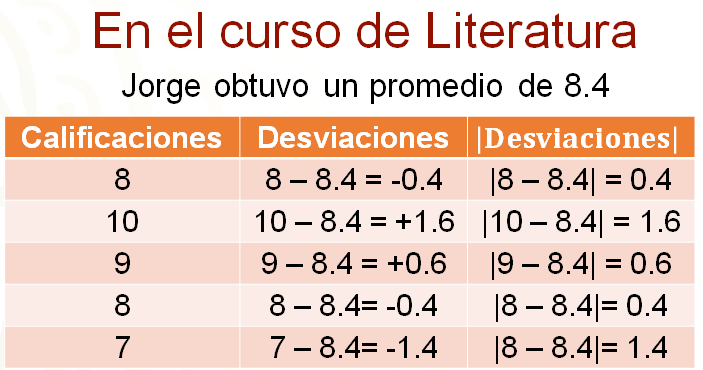 En el curso de Literatura
Jorge obtuvo un promedio de 8.4
Calificaciones Desviaciones |Desviaciones|
8 8 – 8.4 = -0.4 |8 – 8.4| = 0.4
10 10 – 8.4 = +1.6 |10 – 8.4| = 1.6
9 9 – 8.4 = +0.6 |9 – 8.4| = 0.6
8 8 – 8.4= -0.4 |8 – 8.4|= 0.4
7 7 – 8.4= -1.4 |8 – 8.4|= 1.4